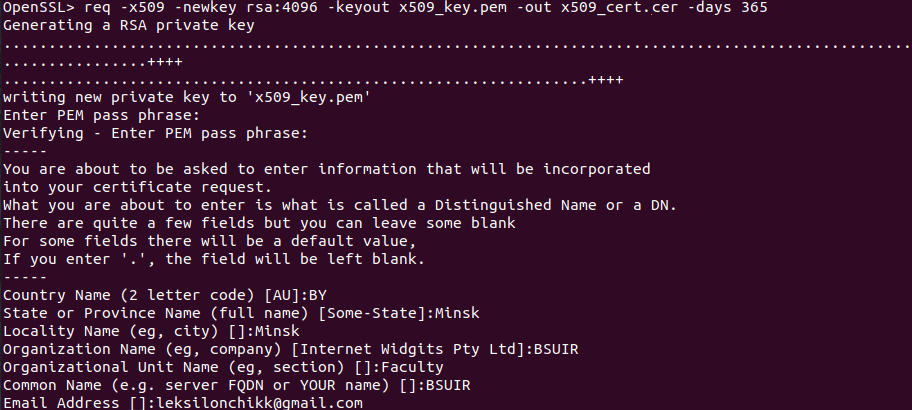 OpenSSL> req -x509 -newkey rsa:4096 -keyout x509_key.pem -out x509_cert.cer -days 365
Generating a RSA private key
.....................................................................................................
................++++
.................................................................++++
writing new private key to 'x509_key.pem'
Enter PEM pass phrase:
Verifying - Enter PEM pass phrase:
-----
You are about to be asked to enter information that will be incorporated
into your certificate request.
What you are about to enter is what is called a Distinguished Name or a DN.
There are quite a few fields but you can leave some blank
For some fields there will be a default value,
If you enter '.', the field will be left blank.
-----
Country Name (2 letter code) [AU]:BY
State or Province Name (full name) [Some-State]:Minsk
Locality Name (eg, city) []:Minsk
Organization Name (eg, company) [Internet Widgits Pty Ltd]:BSUIR
Organizational Unit Name (eg, section) []:Faculty
Common Name (e.g. server FQDN or YOUR name) []:BSUIR
Email Address []:leksilonchikk@gmail.com